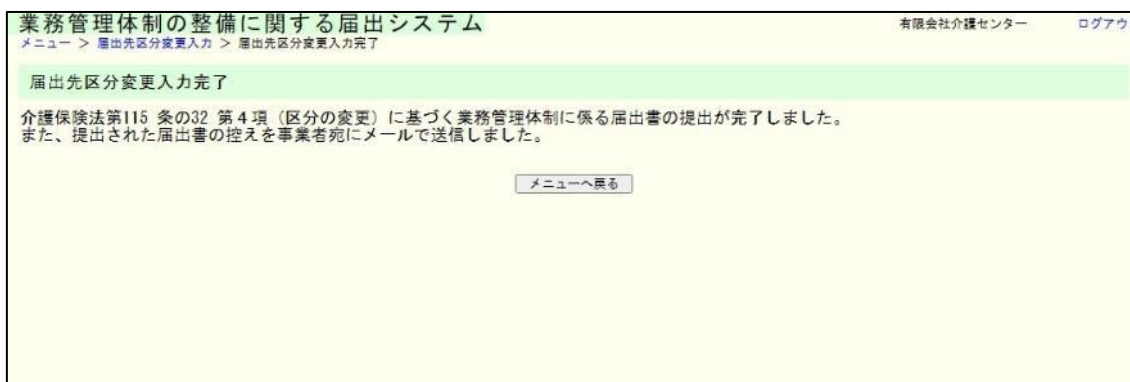 業務管理体制の整備に関する届出システム
有限会社介護センター ログアウ
メニュー ＞ 届出先区分変更入力 ＞ 届出先区分変更入力完了
届出先区分変更入力完了
介護保険法第115 条の32 第４項（区分の変更）に基づく業務管理体制に係る届出書の提出が完了しました。
また、提出された届出書の控えを事業者宛にメールで送信しました。
メニューへ戻る